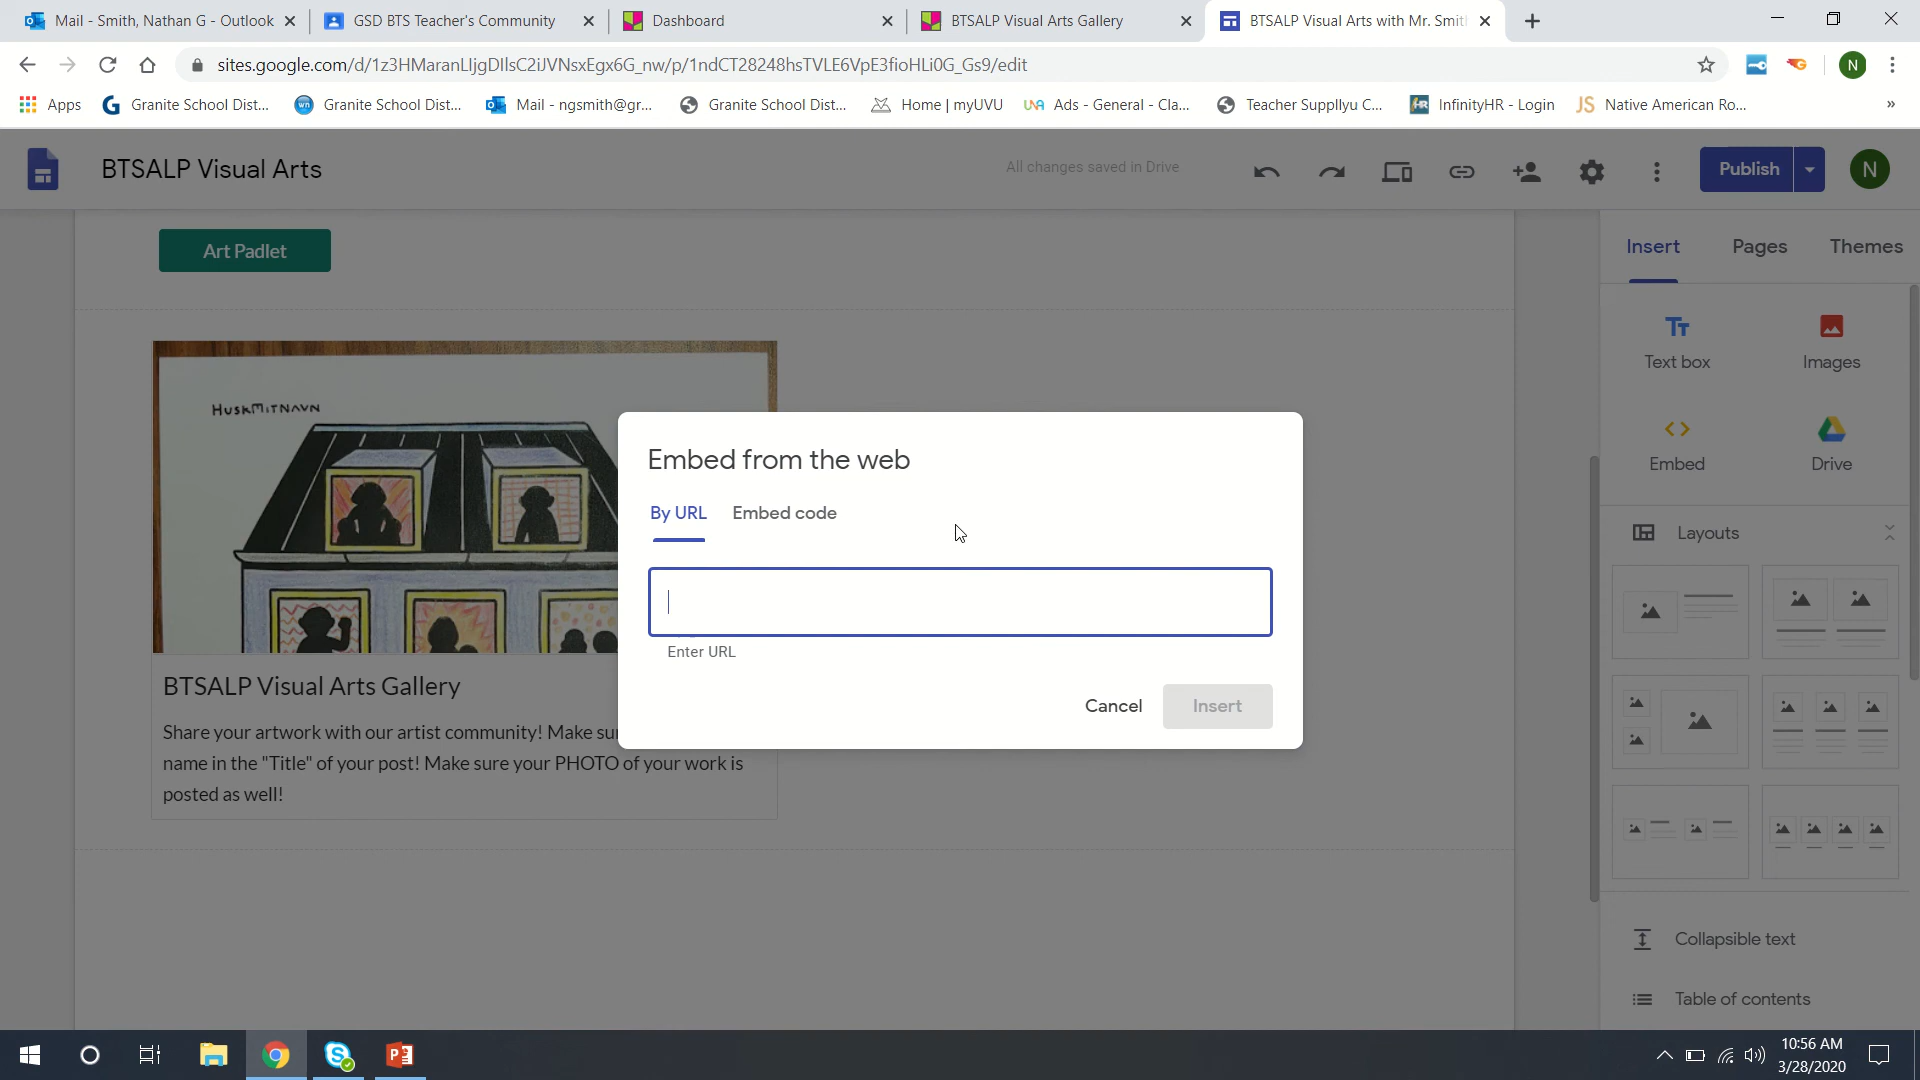 Mail - Smith, Nathan G - Outlook
GSD BTS Teacher's Community
Dashboard
BTSALP Visual Arts Gallery
BTSALP Visual Arts with Mr. Smit
sites.google.com/d/1z3HMaranLIjgDIlsC2iJVNsxEgx6G_nw/p/1ndCT28248hsTVLE6VpE3fioHLi0G_Gs9/edit
N
Apps
Granite School Dist...
Granite School Dist...
Mail - ngsmith@gr...
Granite School Dist...
Home | myUVU
Ads - General - Cla...
Teacher Suppllyu C...
InfinityHR - Login
Native American Ro...
»
BTSALP Visual Arts
All changes saved in Drive
Publish
N
Art Padlet
Insert
Pages
Themes
Text box
Images
Embed
Drive
Layouts
Collapsible text
Table of contents
HUSKMITNAVN
BTSALP Visual Arts Gallery
Share your artwork with our artist community! Make su
name in the "Title" of your post! Make sure your PHOTO of your work is
posted as well!
Embed from the web
By URL
Embed code
Enter URL
Cancel
Insert
10:56 AM
3/28/2020